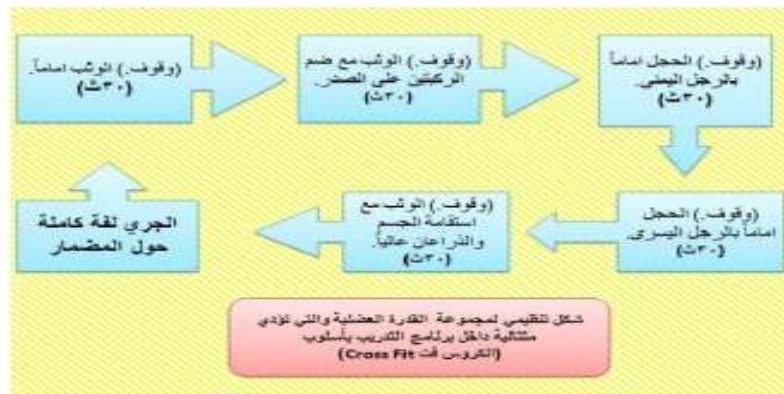 (وقوف.) الوثب اماماً.
(٣٠ث)
(وقوف.) الوثب مع ضم
الركبتين على الصدر.
(٣٠ث)
(وقوف.) الحجل اماماً
بالرجل اليمنى.
(٣٠ث)
(وقوف.) الحجل
اماماً بالرجل اليسرى.
(٣٠ث)
(وقوف.) الوثب مع
استقامة الجسم
والذراعان عالياً.
(٣٠ث)
الجري لفة كاملة
حول المضمار
شكل تنظيمي لمجموعة القدرة العضلية والتي تؤدي
متتالية داخل برنامج التدريب بأسلوب
(الكروس فت Cross Fit)